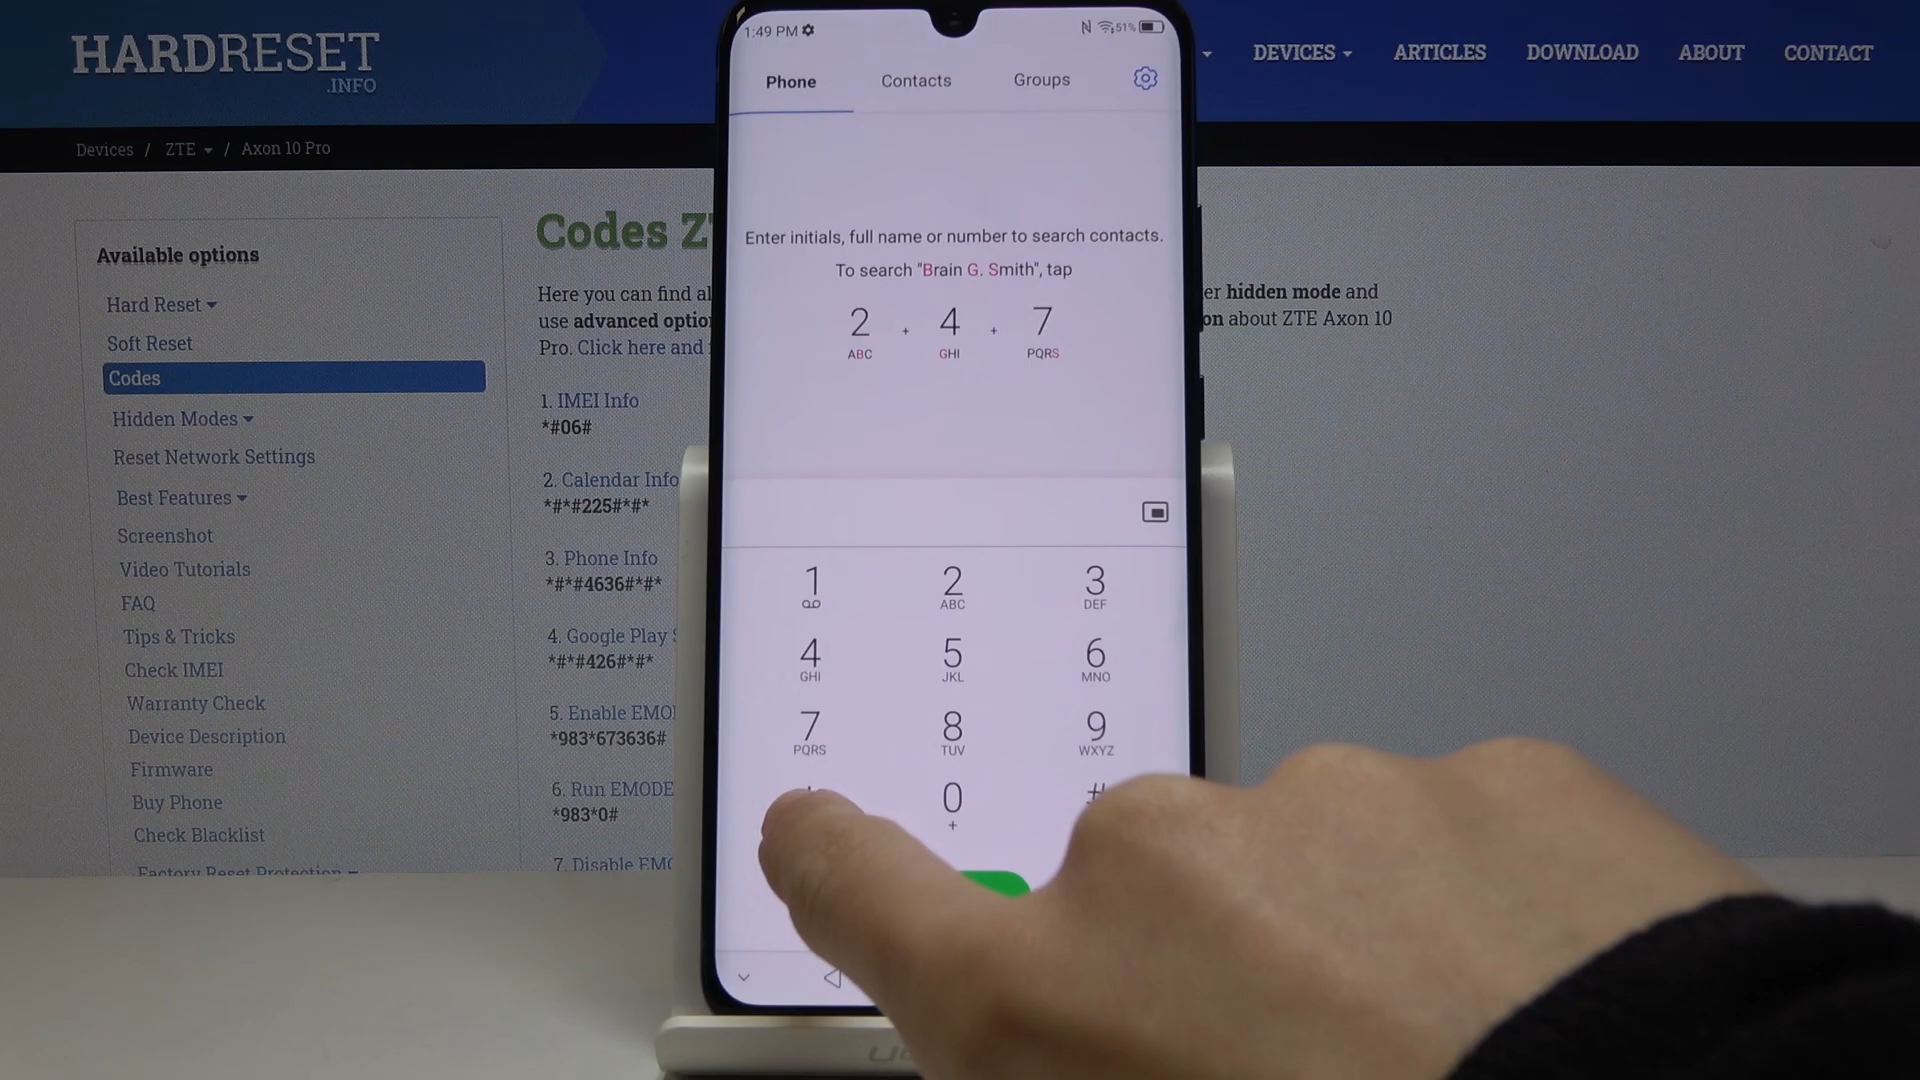 HARDRESET
.INFO
DEVICES
ARTICLES
DOWNLOAD
ABOUT
CONTACT
Devices / ZTE / Axon 10 Pro
Available options
Hard Reset
Soft Reset
Codes
Hidden Modes
Reset Network Settings
Best Features
Screenshot
Video Tutorials
FAQ
Tips & Tricks
Check IMEI
Warranty Check
Device Description
Firmware
Buy Phone
Check Blacklist
Factory Reset Protection
Codes
Here you can find
hidden mode and
use advanced
about ZTE Axon 10
Pro. Click here and
1. IMEI Info
*#06#
2. Calendar Info
*#*#225#*#*
3. Phone Info
*#*#4636#*#*
4. Google Play
*#*#426#*#*
5. Enable
*983*673636#
6. Run EMODE
*983*0#
7. Disable
1:49 PM
51%
Phone
Contacts
Groups
Enter initials, full name or number to search contacts.
To search "Brain G. Smith", tap
2 + 4 + 7
ABC GHI PQRS
1 2 3
ABC DEF
4 5 6
GHI JKL MNO
7 8 9
PQRS TUV WXYZ
0 #
+